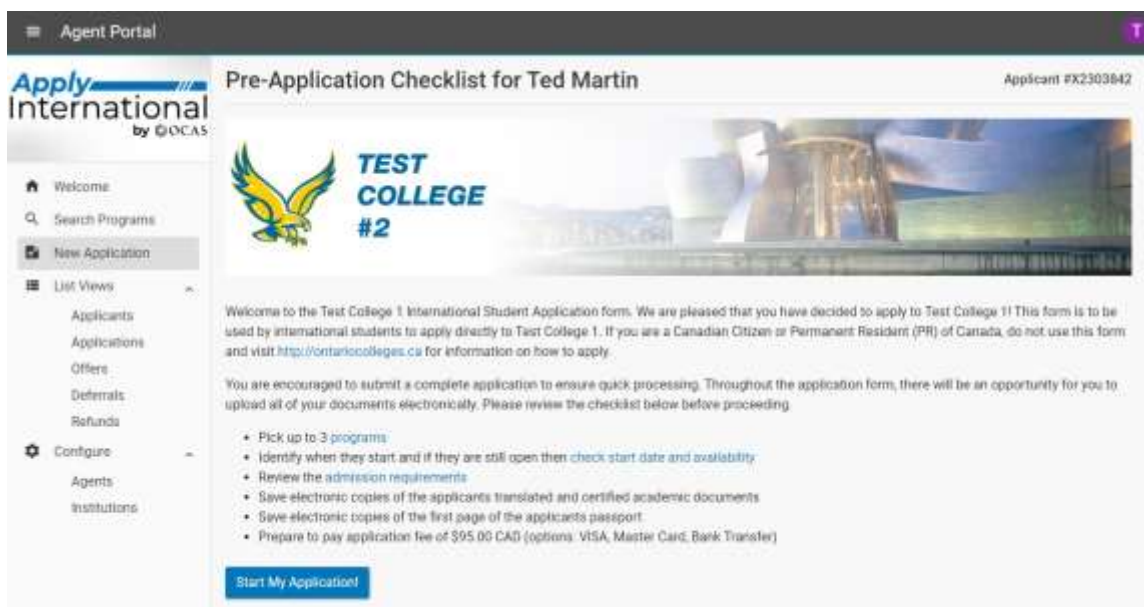 Agent Portal
T
Apply
International
by OCAS
Pre-Application Checklist for Ted Martin
Applicant #X2303842
TEST
COLLEGE
#2
Welcome
Search Programs
New Application
List Views
Applicants
Applications
Offers
Deferrals
Refunds
Configure
Agents
Institutions
Welcome to the Test College 1 International Student Application form. We are pleased that you have decided to apply to Test College 1! This form is to be
used by international students to apply directly to Test College 1. If you are a Canadian Citizen or Permanent Resident (PR) of Canada, do not use this form
and visit http://ontariocolleges.ca for information on how to apply.
You are encouraged to submit a complete application to ensure quick processing. Throughout the application form, there will be an opportunity for you to
upload all of your documents electronically. Please review the checklist below before proceeding.
• Pick up to 3 programs
• Identify when they start and if they are still open then check start date and availability
• Review the admission requirements
• Save electronic copies of the applicants translated and certified academic documents
• Save electronic copies of the first page of the applicants passport
• Prepare to pay application fee of $95.00 CAD (options: VISA, Master Card, Bank Transfer)
Start My Application!